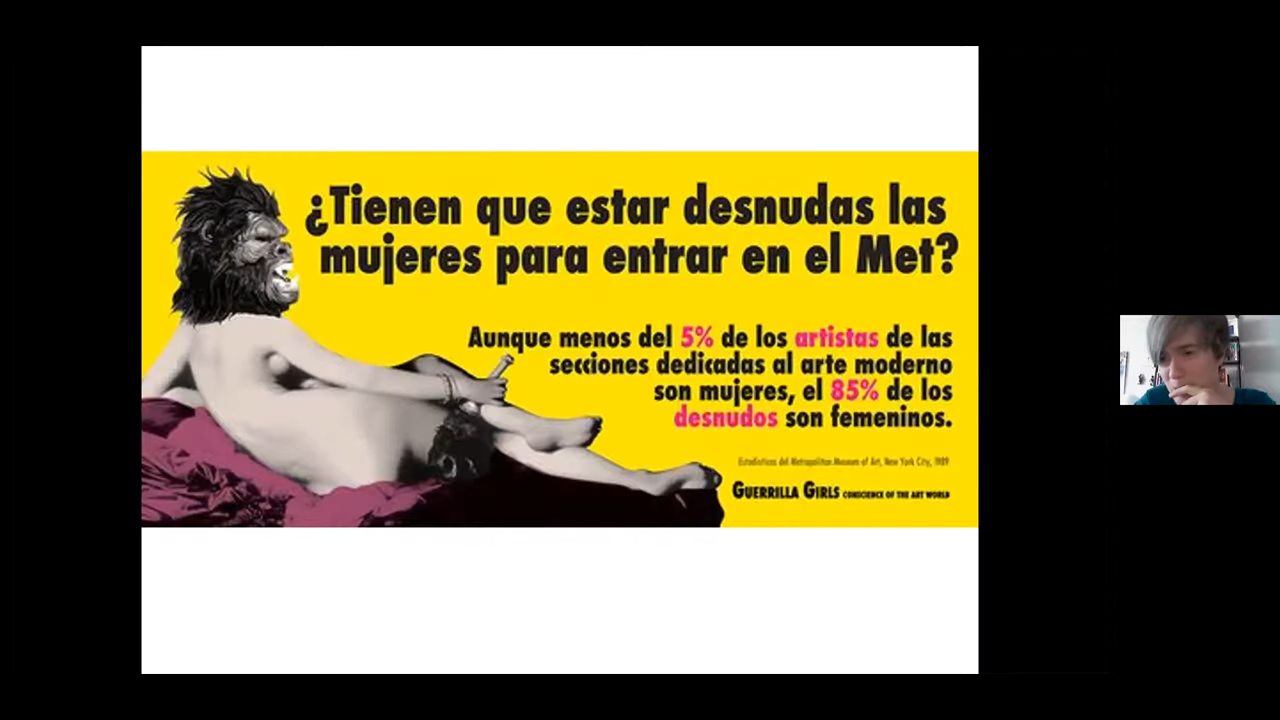 ¿Tienen que estar desnudas las
mujeres para entrar en el Met?
Aunque menos del 5% de los artistas de las
secciones dedicadas al arte moderno
son mujeres, el 85% de los
desnudos son femeninos.
Estadísticas del Metropolitan Museum of Art, New York City, 1989
GUERRILLA GIRLS CONSCIENCE OF THE ART WORLD